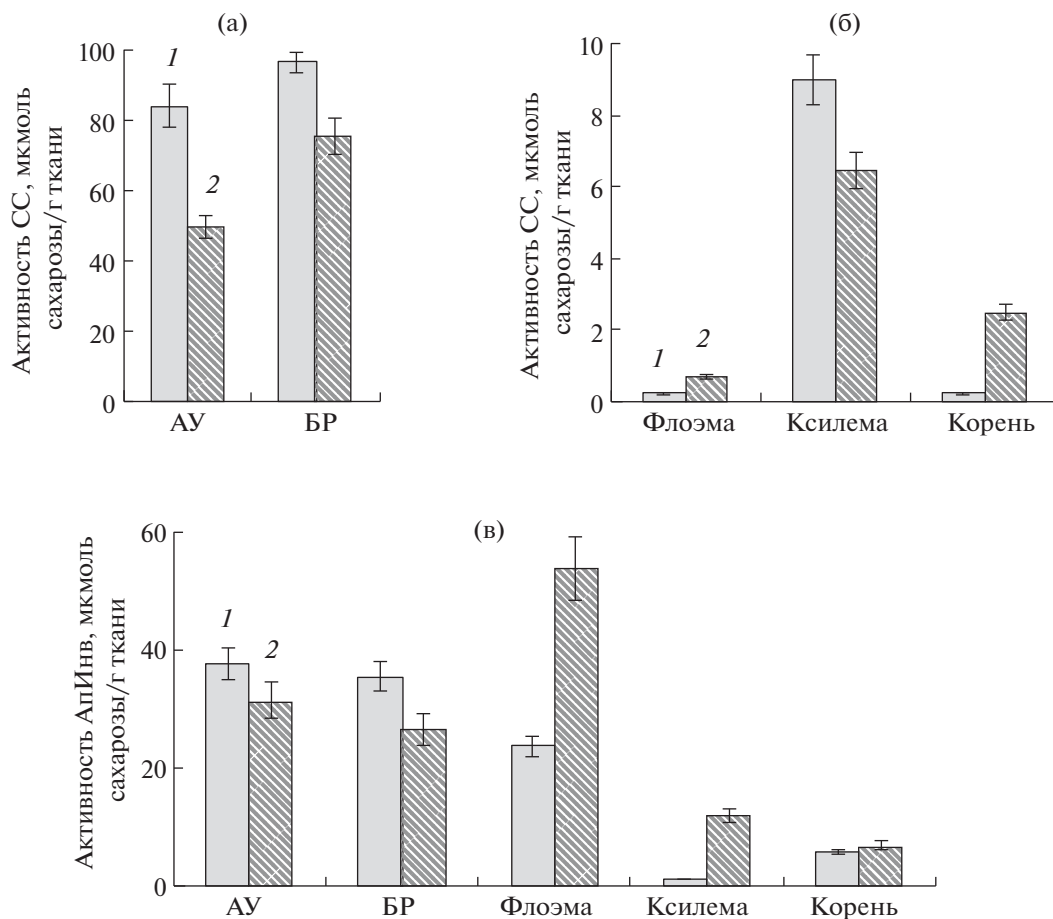 (а)
Активность СС, мкмоль
сахарозы/г ткани
100
80
60
40
20
0
1
2
АУ
БР
(б)
Активность СС, мкмоль
сахарозы/г ткани
10
8
6
4
2
0
1
2
Флоэма
Ксилема
Корень
(в)
Активность АпИнв, мкмоль
сахарозы/г ткани
60
40
20
0
1
2
АУ
БР
Флоэма
Ксилема
Корень